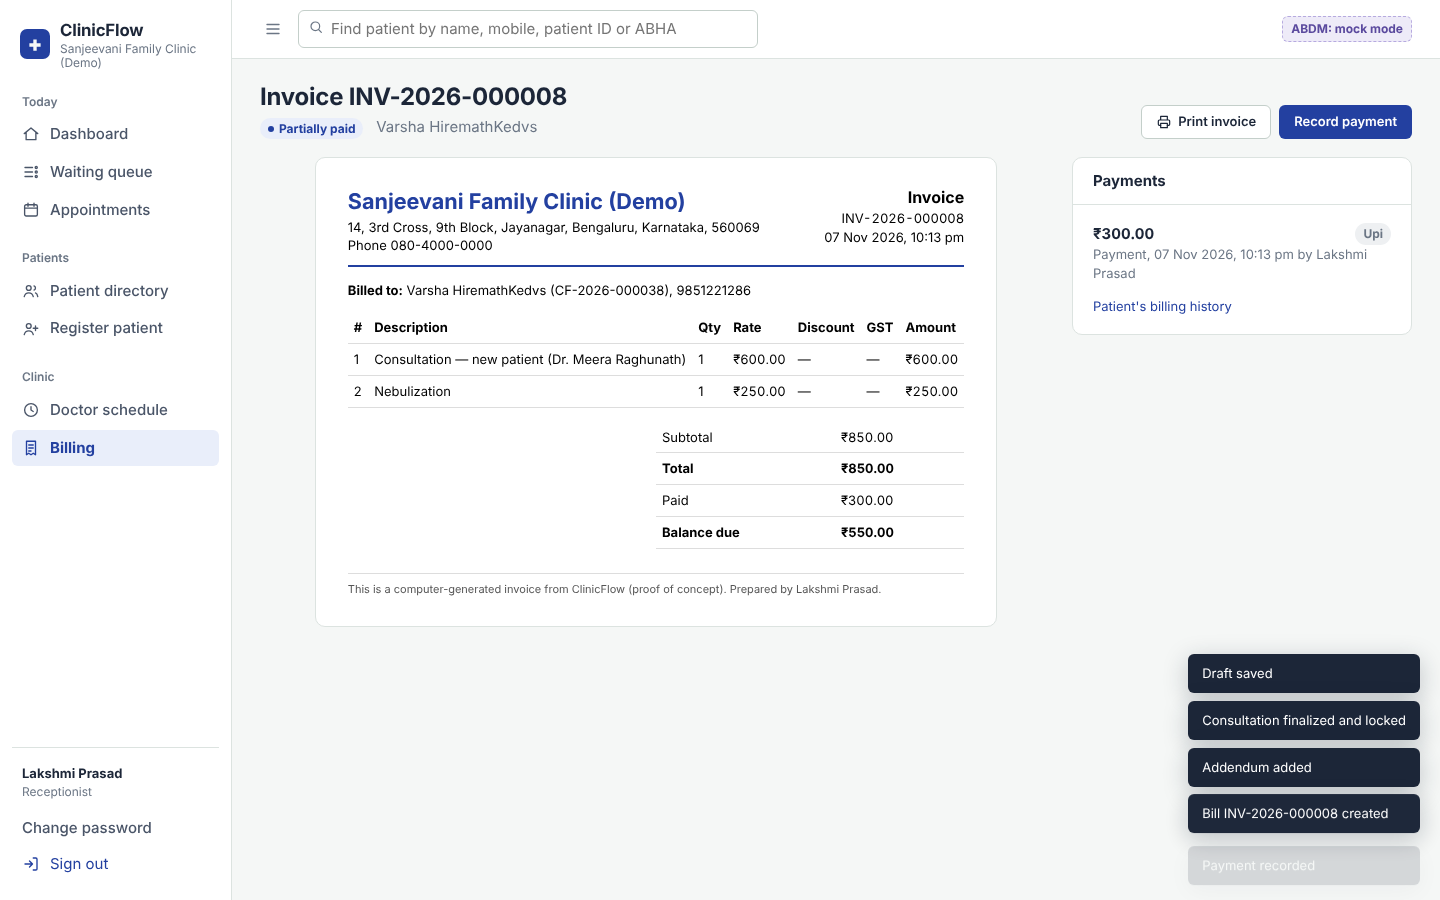 ClinicFlow
Sanjeevani Family Clinic
(Demo)
Today
Dashboard
Waiting queue
Appointments
Patients
Patient directory
Register patient
Clinic
Doctor schedule
Billing
Lakshmi Prasad
Receptionist
Change password
Sign out
Find patient by name, mobile, patient ID or ABHA
ABDM: mock mode
Invoice INV-2026-000008
Partially paid Varsha HiremathKedvs
Print invoice
Record payment
Sanjeevani Family Clinic (Demo)
14, 3rd Cross, 9th Block, Jayanagar, Bengaluru, Karnataka, 560069
Phone 080-4000-0000
Invoice
INV-2026-000008
07 Nov 2026, 10:13 pm
Billed to: Varsha HiremathKedvs (CF-2026-000038), 9851221286
# Description Qty Rate Discount GST Amount
1 Consultation — new patient (Dr. Meera Raghunath) 1 ₹600.00 — — ₹600.00
2 Nebulization 1 ₹250.00 — — ₹250.00
Subtotal ₹850.00
Total ₹850.00
Paid ₹300.00
Balance due ₹550.00
This is a computer-generated invoice from ClinicFlow (proof of concept). Prepared by Lakshmi Prasad.
Payments
₹300.00 Upi
Payment, 07 Nov 2026, 10:13 pm by Lakshmi
Prasad
Patient's billing history
Draft saved
Consultation finalized and locked
Addendum added
Bill INV-2026-000008 created
Payment recorded